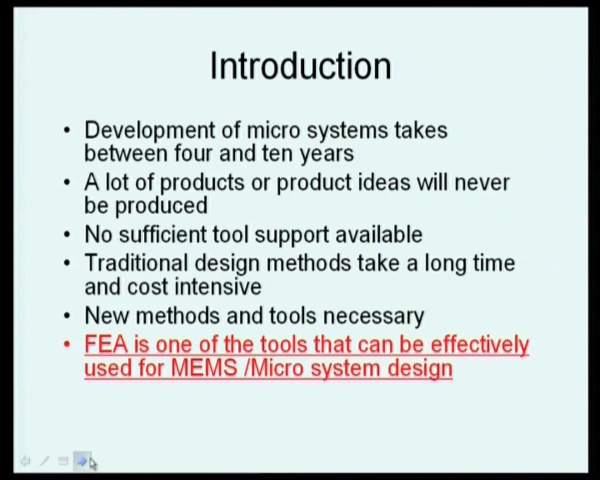 Introduction
• Development of micro systems takes
between four and ten years
• A lot of products or product ideas will never
be produced
• No sufficient tool support available
• Traditional design methods take a long time
and cost intensive
• New methods and tools necessary
• FEA is one of the tools that can be effectively
used for MEMS /Micro system design